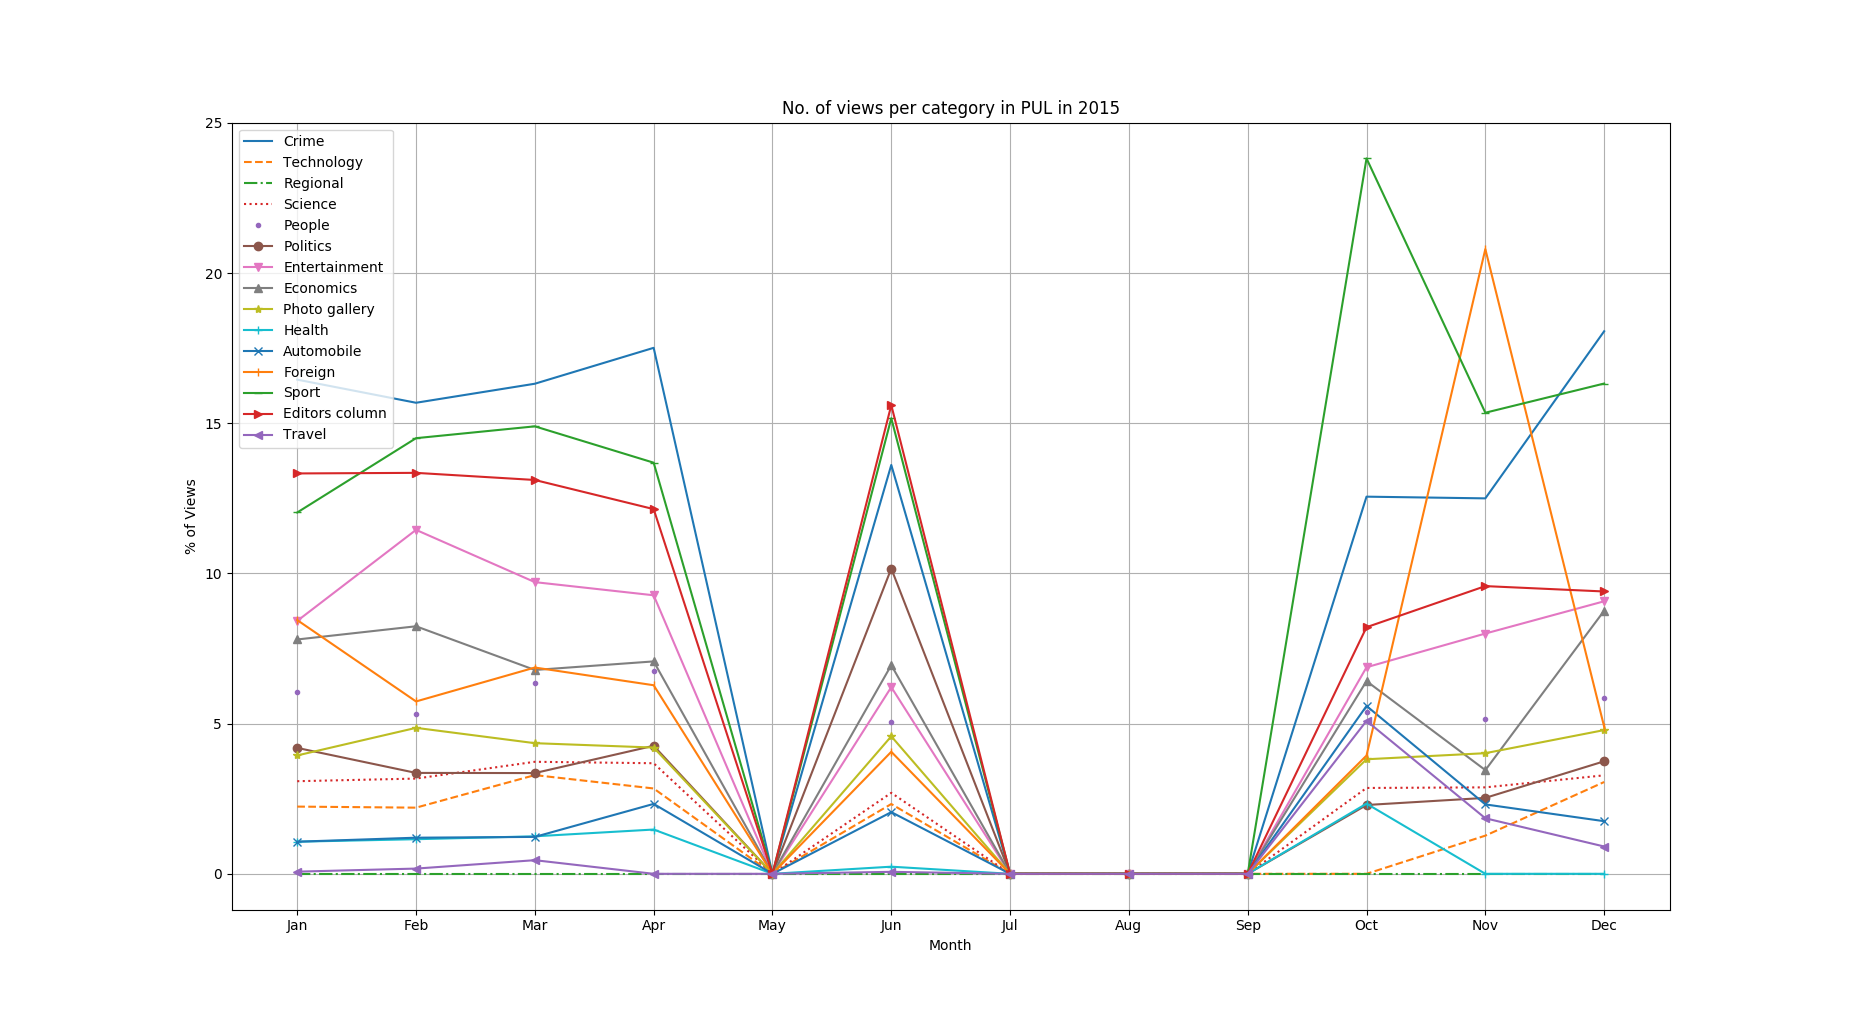 No. of views per category in PUL in 2015
25
20
15
10
5
0
% of Views
Crime
Technology
Regional
Science
People
Politics
Entertainment
Economics
Photo gallery
Health
Automobile
Foreign
Sport
Editors column
Travel
Jan Feb Mar Apr May Jun Jul Aug Sep Oct Nov Dec
Month